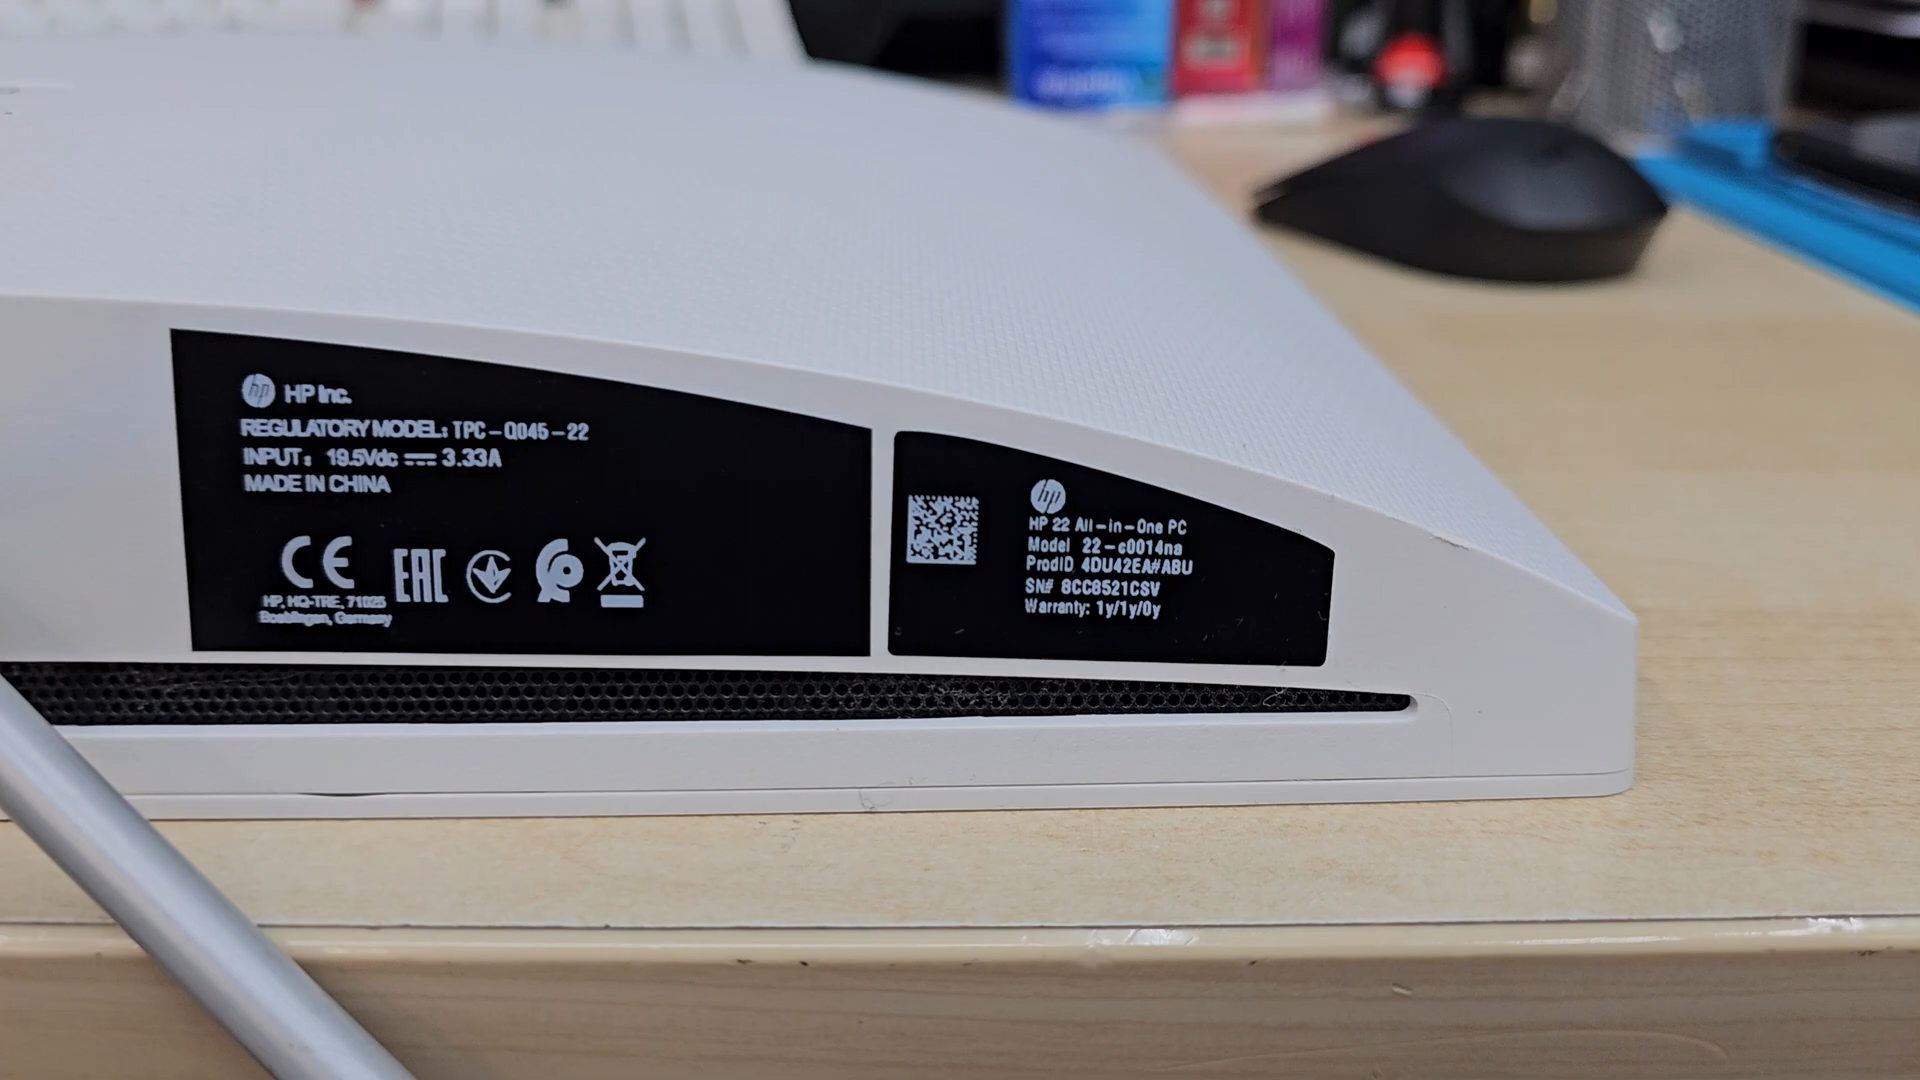 hp HP Inc.
REGULATORY MODEL: TPC-Q045-22
INPUT: 19.5Vdc ⎓ 3.33A
MADE IN CHINA
CE EAC
HP, HQ-TRE, 71025
Boeblingen, Germany
hp
HP 22 All-in-One PC
Model 22-c0014na
ProdID 4DU42EA#ABU
SN# 8CC8521CSV
Warranty: 1y/1y/0y